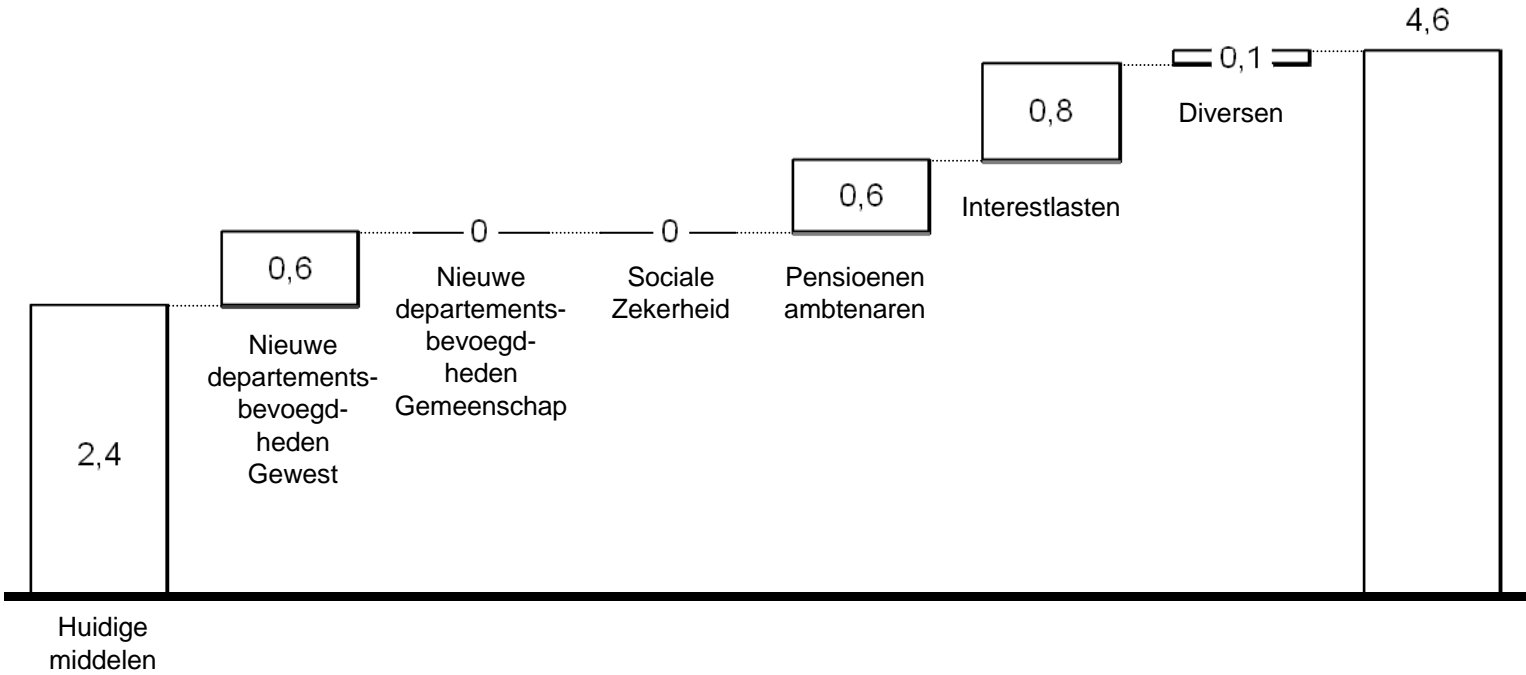 4,6
0,1
Diversen
0,8
Interestlasten
0,6
Pensioenen
ambtenaren
0
Sociale
Zekerheid
0
Nieuwe
departements-
bevoegd-
heden
Gemeenschap
0,6
Nieuwe
departements-
bevoegd-
heden
Gewest
2,4
Huidige
middelen